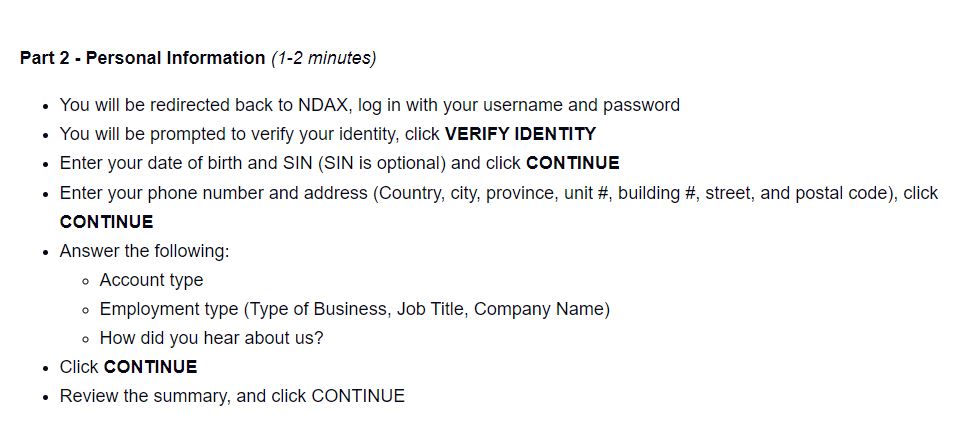 Part 2 - Personal Information (1-2 minutes)
• You will be redirected back to NDAX, log in with your username and password
• You will be prompted to verify your identity, click VERIFY IDENTITY
• Enter your date of birth and SIN (SIN is optional) and click CONTINUE
• Enter your phone number and address (Country, city, province, unit #, building #, street, and postal code), click
CONTINUE
• Answer the following:
◦ Account type
◦ Employment type (Type of Business, Job Title, Company Name)
◦ How did you hear about us?
• Click CONTINUE
• Review the summary, and click CONTINUE